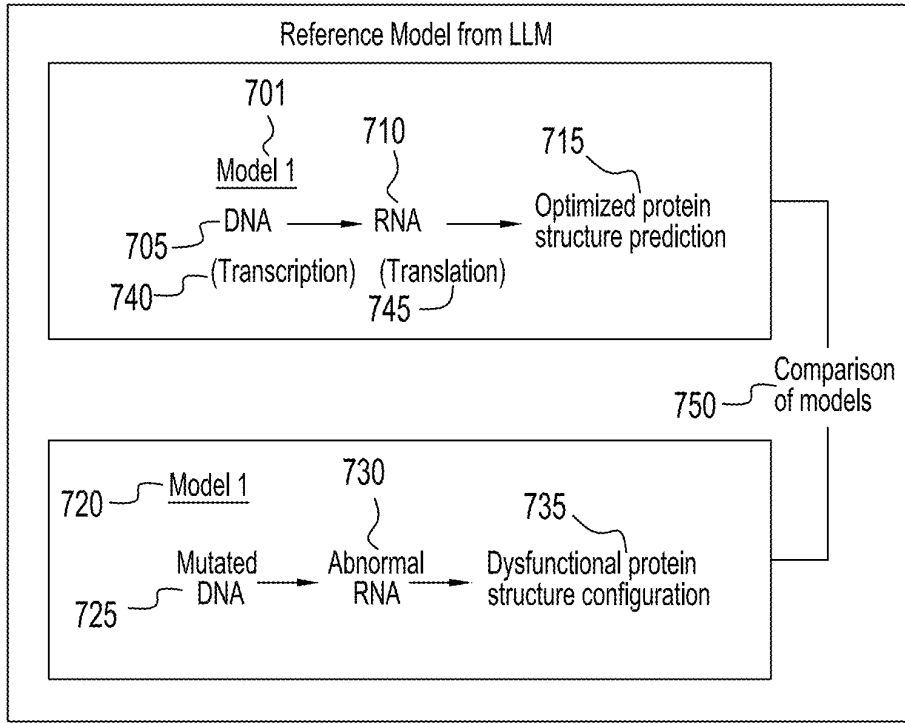 Reference Model from LLM
701
710
715
Model 1
DNA
RNA
Optimized protein
structure prediction
705
(Transcription)
(Translation)
740
745
Comparison
of models
750
720
Model 1
730
735
Mutated
DNA
Abnormal
RNA
Dysfunctional protein
structure configuration
725